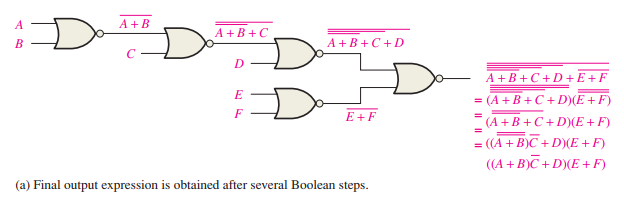 A
B
A + B
C
A + B + C
D
A + B + C + D
E
F
E + F
A + B + C + D + E + F
= (A + B + C + D)(E + F)
= (A + B + C + D)(E + F)
= ((A + B)C̅ + D)(E + F)
= ((A + B)C̅ + D)(E + F)
(a) Final output expression is obtained after several Boolean steps.